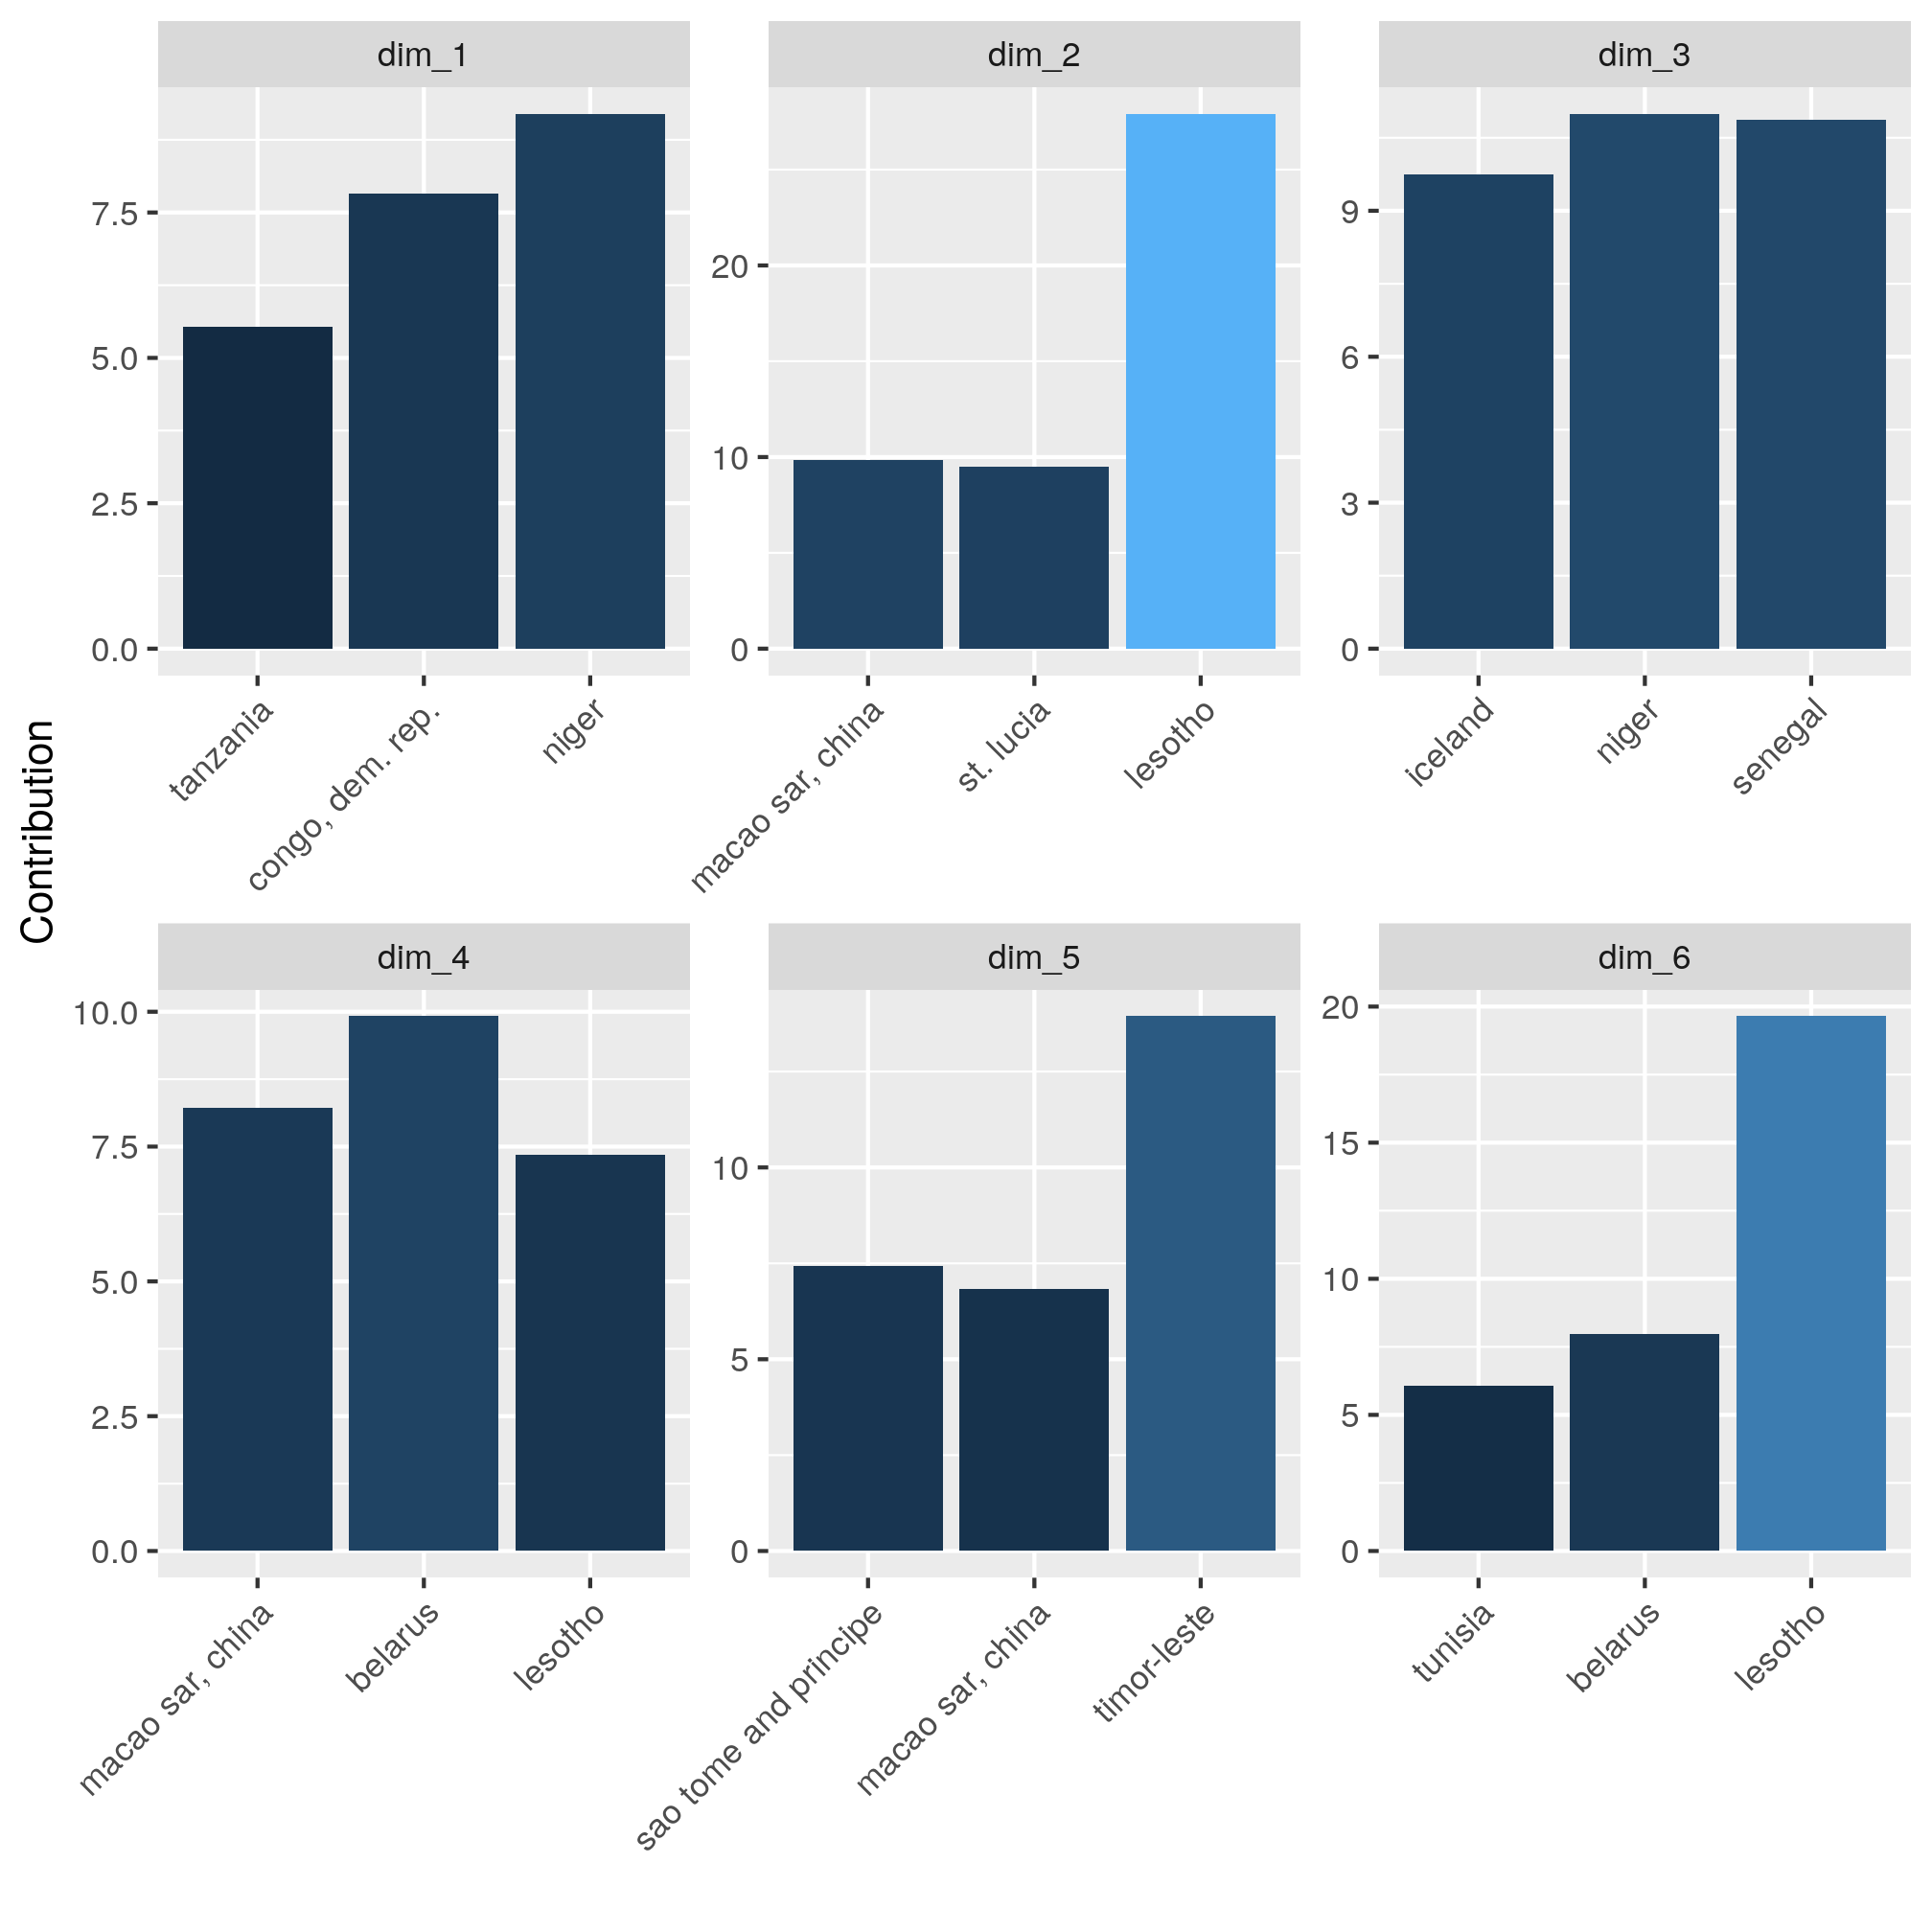 Contribution
dim_1
7.5
5.0
2.5
0.0
tanzania
congo, dem. rep.
niger
dim_2
20
10
0
macao sar, china
st. lucia
lesotho
dim_3
9
6
3
0
iceland
niger
senegal
dim_4
10.0
7.5
5.0
2.5
0.0
macao sar, china
belarus
lesotho
dim_5
10
5
0
sao tome and principe
macao sar, china
timor-leste
dim_6
20
15
10
5
0
tunisia
belarus
lesotho